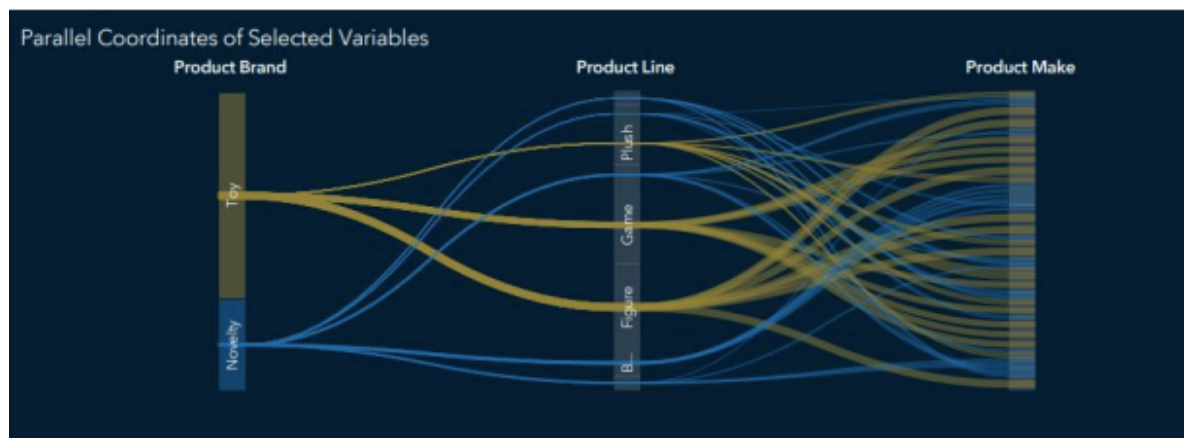 Parallel Coordinates of Selected Variables
Product Brand
Product Line
Product Make
Toy
Novelty
Plush
Game
Figure
B...